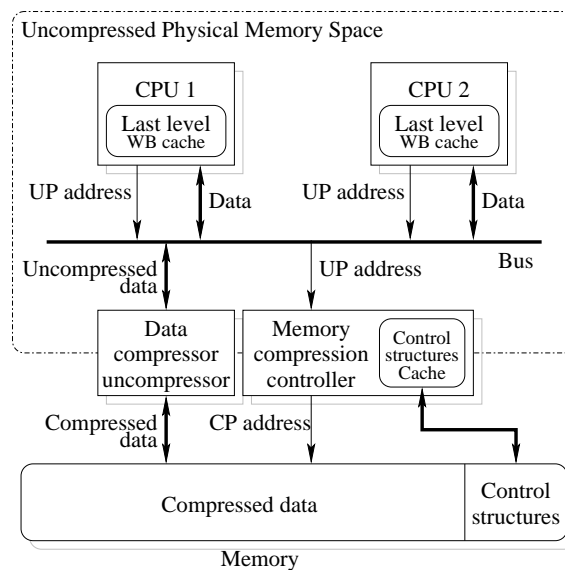 Uncompressed Physical Memory Space
CPU 1
Last level
WB cache
CPU 2
Last level
WB cache
UP address
Data
UP address
Data
Bus
Uncompressed
data
UP address
Data
compressor
uncompressor
Memory
compression
controller
Control
structures
Cache
Compressed
data
CP address
Compressed data
Control
structures
Memory